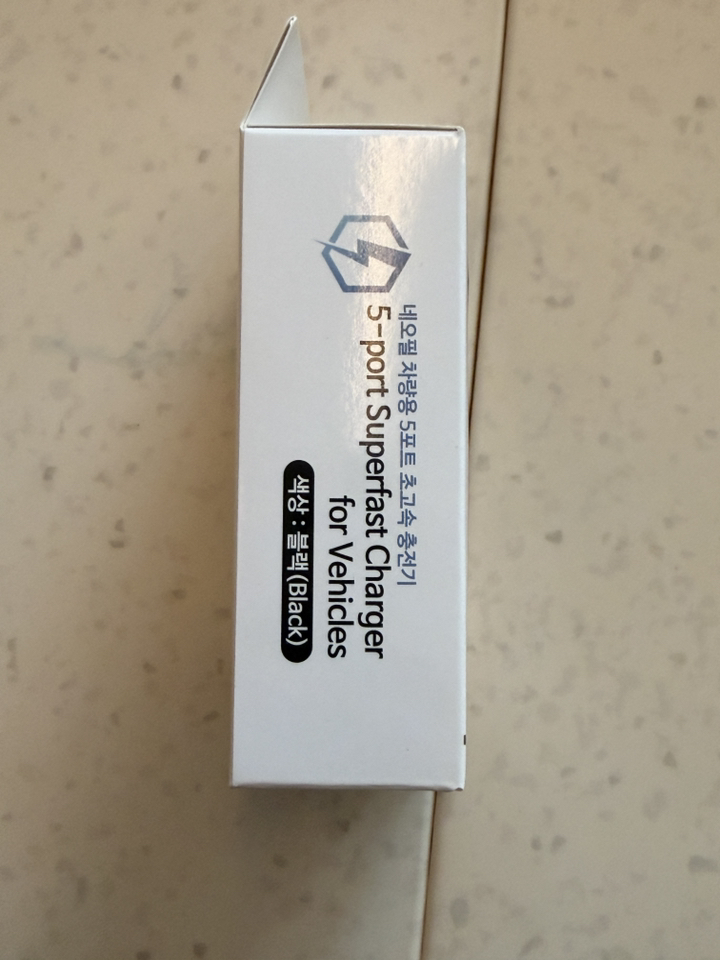 네오필 차량용 5포트 초고속 충전기
5-port Superfast Charger
for Vehicles
색상 : 블랙(Black)